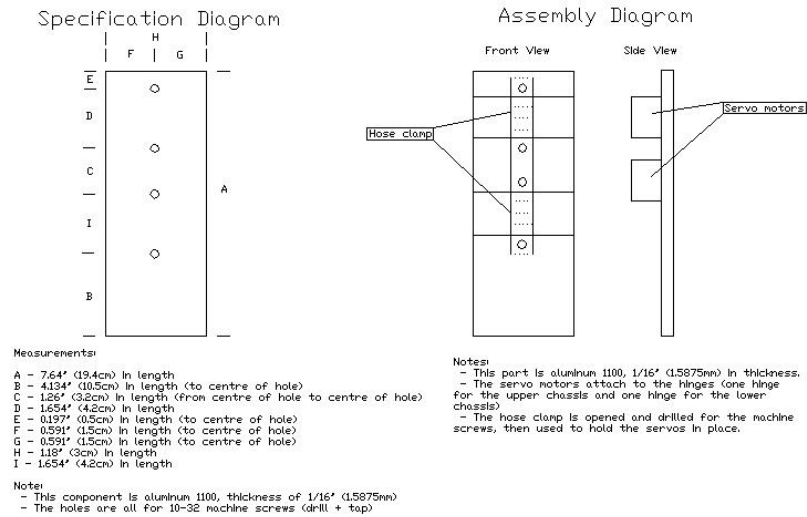 Specification Diagram
H
F
G
E
D
C
A
I
B
Measurements:
A - 7.64" (19.4cm) in length
B - 4.134" (10.5cm) in length (to centre of hole)
C - 1.26" (3.2cm) in length (from centre of hole to centre of hole)
D - 1.654" (4.2cm) in length
E - 0.197" (0.5cm) in length (to centre of hole)
F - 0.591" (1.5cm) in length (to centre of hole)
G - 0.591" (1.5cm) in length (to centre of hole)
H - 1.18" (3cm) in length
I - 1.654" (4.2cm) in length
Note:
- This component is aluminum 1100, thickness of 1/16" (1.5875mm)
- The holes are all for 10-32 machine screws (drill + tap)
Assembly Diagram
Front View
Side View
Servo motors
Hose clamp
Notes:
- This part is aluminum 1100, 1/16" (1.5875mm) in thickness.
- The servo motors attach to the hinges (one hinge
for the upper chassis and one hinge for the lower
chassis)
- The hose clamp is opened and drilled for the machine
screws, then used to hold the servos in place.